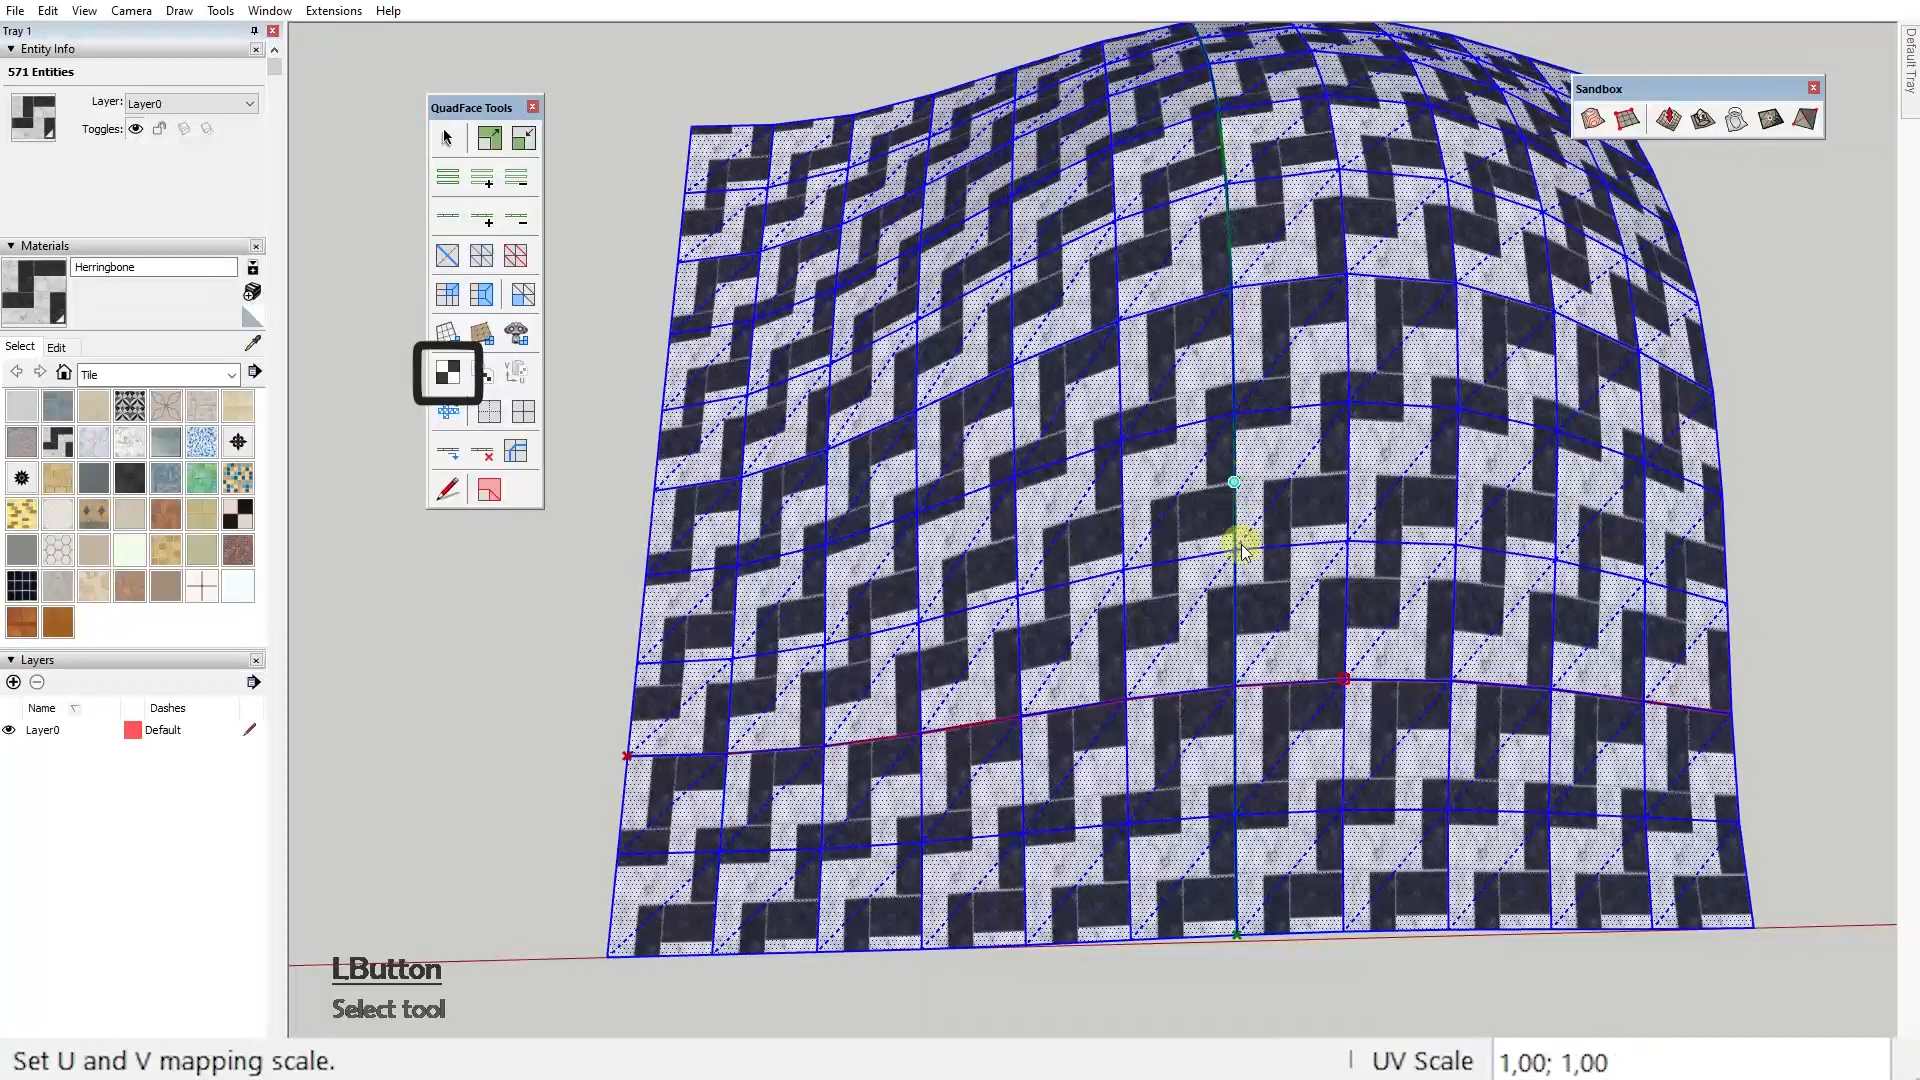 File Edit View Camera Draw Tools Window Extensions Help
Tray 1
Entity Info
571 Entities
Layer: Layer0
Toggles:
Materials
Herringbone
Select Edit
Tile
Layers
Name Dashes
Layer0 Default
QuadFace Tools
Sandbox
Default Tray
LButton
Select tool
Set U and V mapping scale.
UV Scale 1,00; 1,00